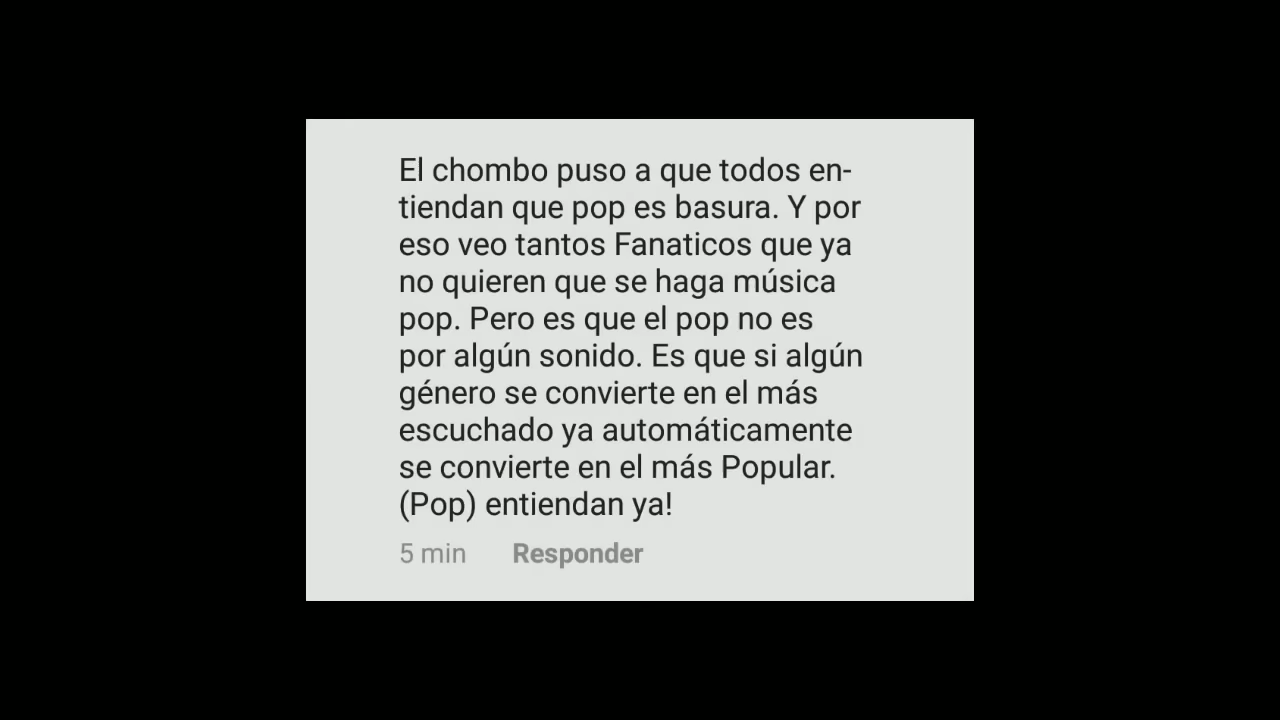 El chombo puso a que todos en-
tiendan que pop es basura. Y por
eso veo tantos Fanaticos que ya
no quieren que se haga música
pop. Pero es que el pop no es
por algún sonido. Es que si algún
género se convierte en el más
escuchado ya automáticamente
se convierte en el más Popular.
(Pop) entiendan ya!
5 min Responder